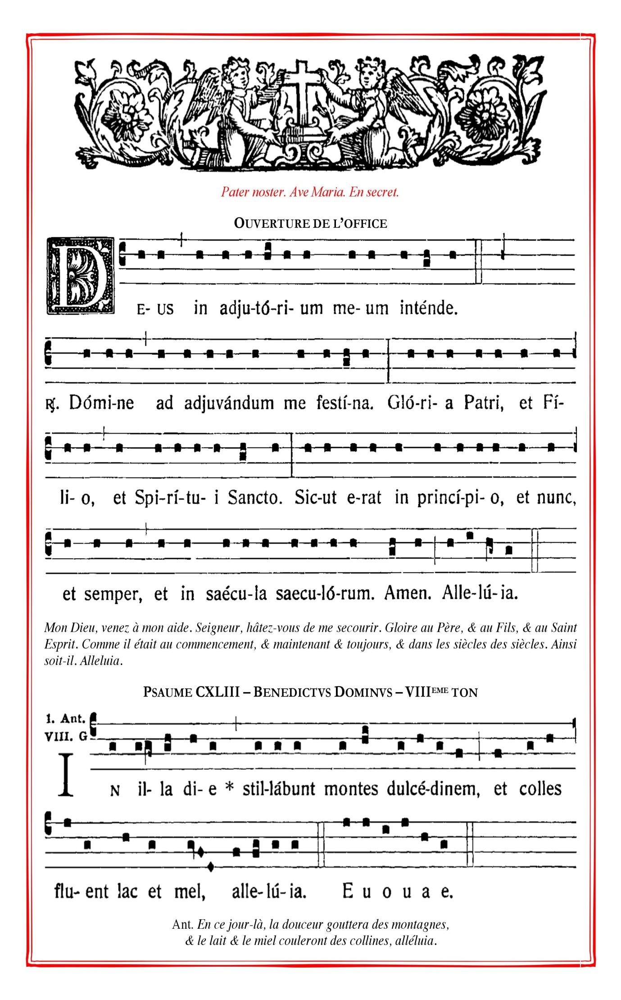 Pater noster. Ave Maria. En secret.
OUVERTURE DE L’OFFICE
DE- US in adju-tó-ri- um me- um inténde.
℟. Dómi-ne ad adjuvándum me festí-na. Gló-ri- a Patri, et Fí-
li- o, et Spi-rí-tu- i Sancto. Sic-ut e-rat in princí-pi- o, et nunc,
et semper, et in saécu-la saecu-ló-rum. Amen. Alle-lú- ia.
Mon Dieu, venez à mon aide. Seigneur, hâtez-vous de me secourir. Gloire au Père, & au Fils, & au Saint
Esprit. Comme il était au commencement, & maintenant & toujours, & dans les siècles des siècles. Ainsi
soit-il. Alleluia.
PSAUME CXLIII – BENEDICTVS DOMINVS – VIIIEME TON
1. Ant.
VIII. G
IN il- la di- e * stil-lábunt montes dulcé-dinem, et colles
flu- ent lac et mel, alle-lú- ia. E u o u a e.
Ant. En ce jour-là, la douceur gouttera des montagnes,
& le lait & le miel couleront des collines, alléluia.